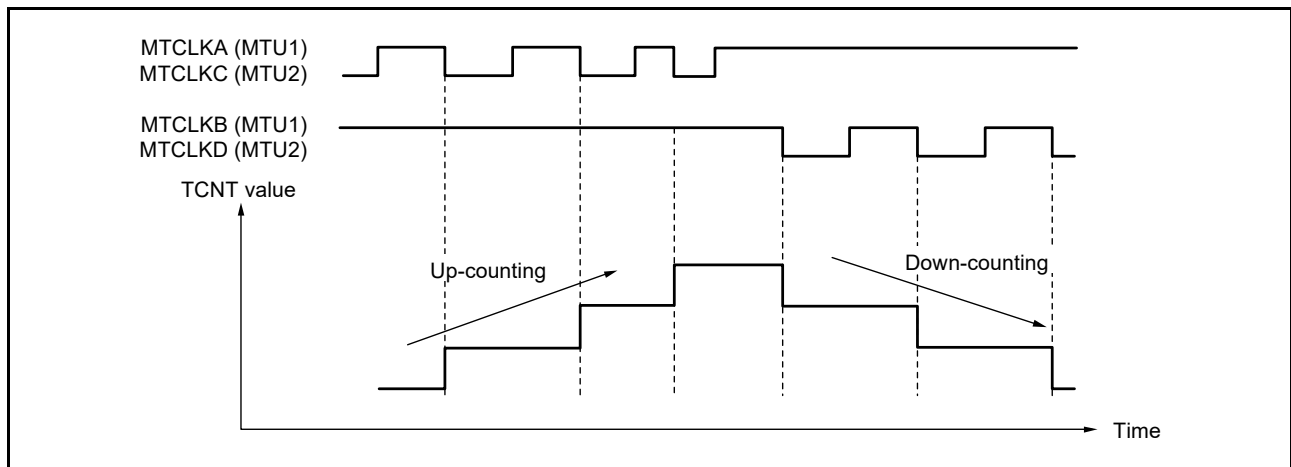 MTCLKA (MTU1)
MTCLKC (MTU2)
MTCLKB (MTU1)
MTCLKD (MTU2)
TCNT value
Up-counting
Down-counting
Time